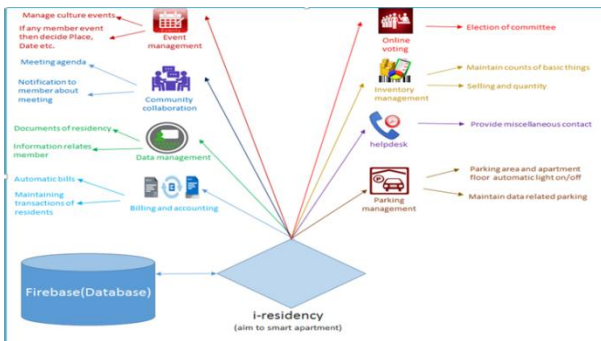 Manage culture events
If any member event
then decide Place,
Date etc.
Event
management
Meeting agenda
Notification to
member about
meeting
Community
collaboration
Documents of residency
Information relates
member
Data management
Automatic bills
Maintaining
transactions of
residents
Billing and accounting
Online
voting
Election of committee
Inventory
management
Maintain counts of basic things
Selling and quantity
helpdesk
Provide miscellaneous contact
Parking
management
Parking area and apartment
floor automatic light on/off
Maintain data related parking
Firebase(Database)
i-residency
(aim to smart apartment)